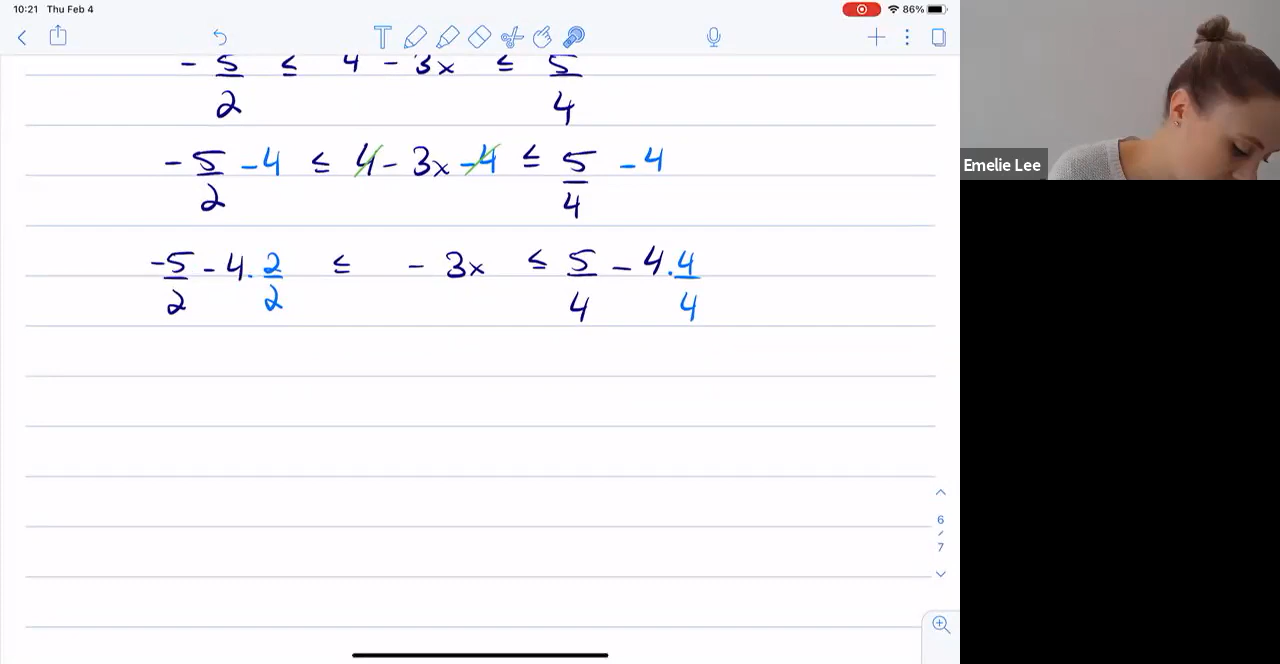 10:21 Thu Feb 4
86%
T
- 5/2 ≤ 4 - 3x ≤ 5/4
- 5/2 - 4 ≤ 4 - 3x - 4 ≤ 5/4 - 4
-5/2 - 4 · 2/2 ≤ - 3x ≤ 5/4 - 4 · 4/4
6
/
7
Emelie Lee